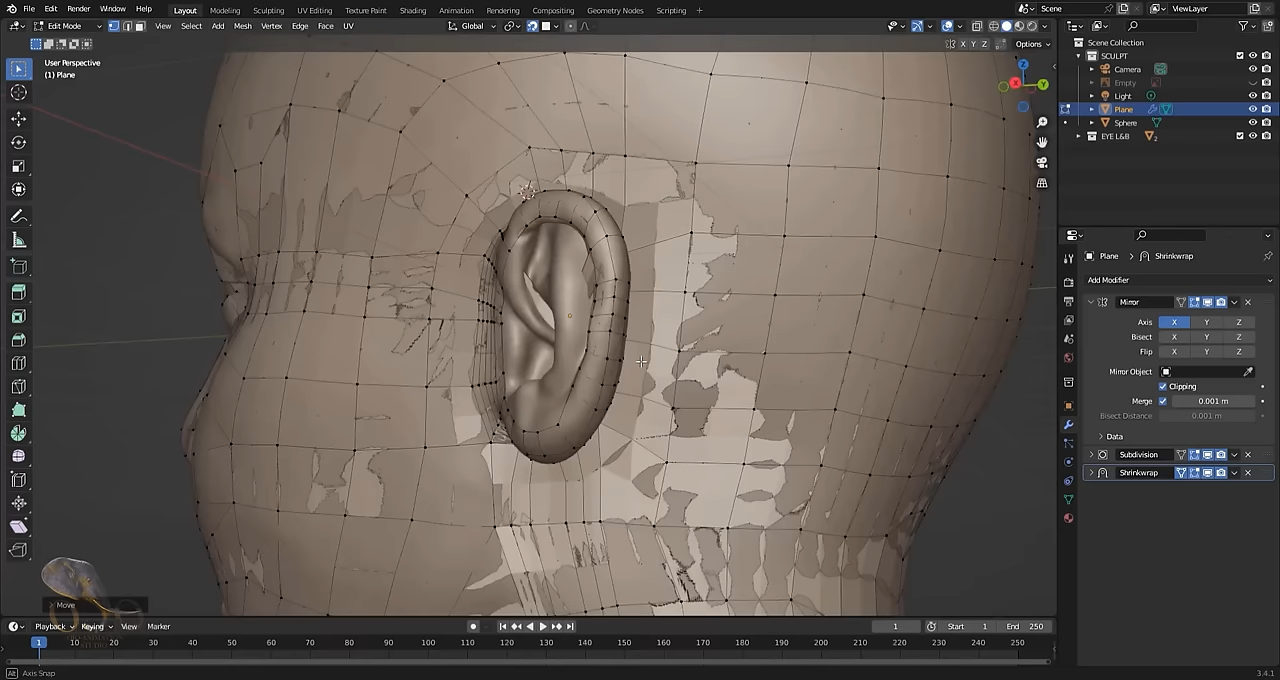 File Edit Render Window Help Layout Modeling Sculpting UV Editing Texture Paint Shading Animation Rendering Compositing Geometry Nodes Scripting Scene ViewLayer
Edit Mode View Select Add Mesh Vertex Edge Face UV Global
X Y Z Options
User Perspective
(1) Plane
Z
X
Y
Scene Collection
SCULPT
Camera
Empty
Light
Plane
Sphere
EYE L&B
2
Plane Shrinkwrap
Add Modifier
Mirror
Axis X Y Z
Bisect X Y Z
Flip X Y Z
Mirror Object
Clipping
Merge 0.001 m
Bisect Distance 0.001 m
Data
Subdivision
Shrinkwrap
Move
Playback Keying View Marker 1 Start 1 End 250
1 10 20 30 40 50 60 70 80 90 100 110 120 130 140 150 160 170 180 190 200 210 220 230 240 250
Alt Axis Snap 3.4.1